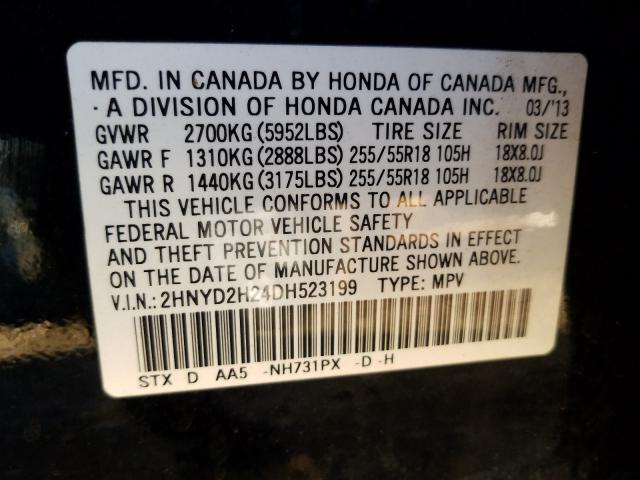 MFD. IN CANADA BY HONDA OF CANADA MFG.,
A DIVISION OF HONDA CANADA INC. 03/'13
GVWR 2700KG (5952LBS) TIRE SIZE RIM SIZE
GAWR F 1310KG (2888LBS) 255/55R18 105H 18X8.0J
GAWR R 1440KG (3175LBS) 255/55R18 105H 18X8.0J
THIS VEHICLE CONFORMS TO ALL APPLICABLE
FEDERAL MOTOR VEHICLE SAFETY
AND THEFT PREVENTION STANDARDS IN EFFECT
ON THE DATE OF MANUFACTURE SHOWN ABOVE.
V.I.N.: 2HNYD2H24DH523199 TYPE: MPV
STX D AA5 -NH731PX -D -H